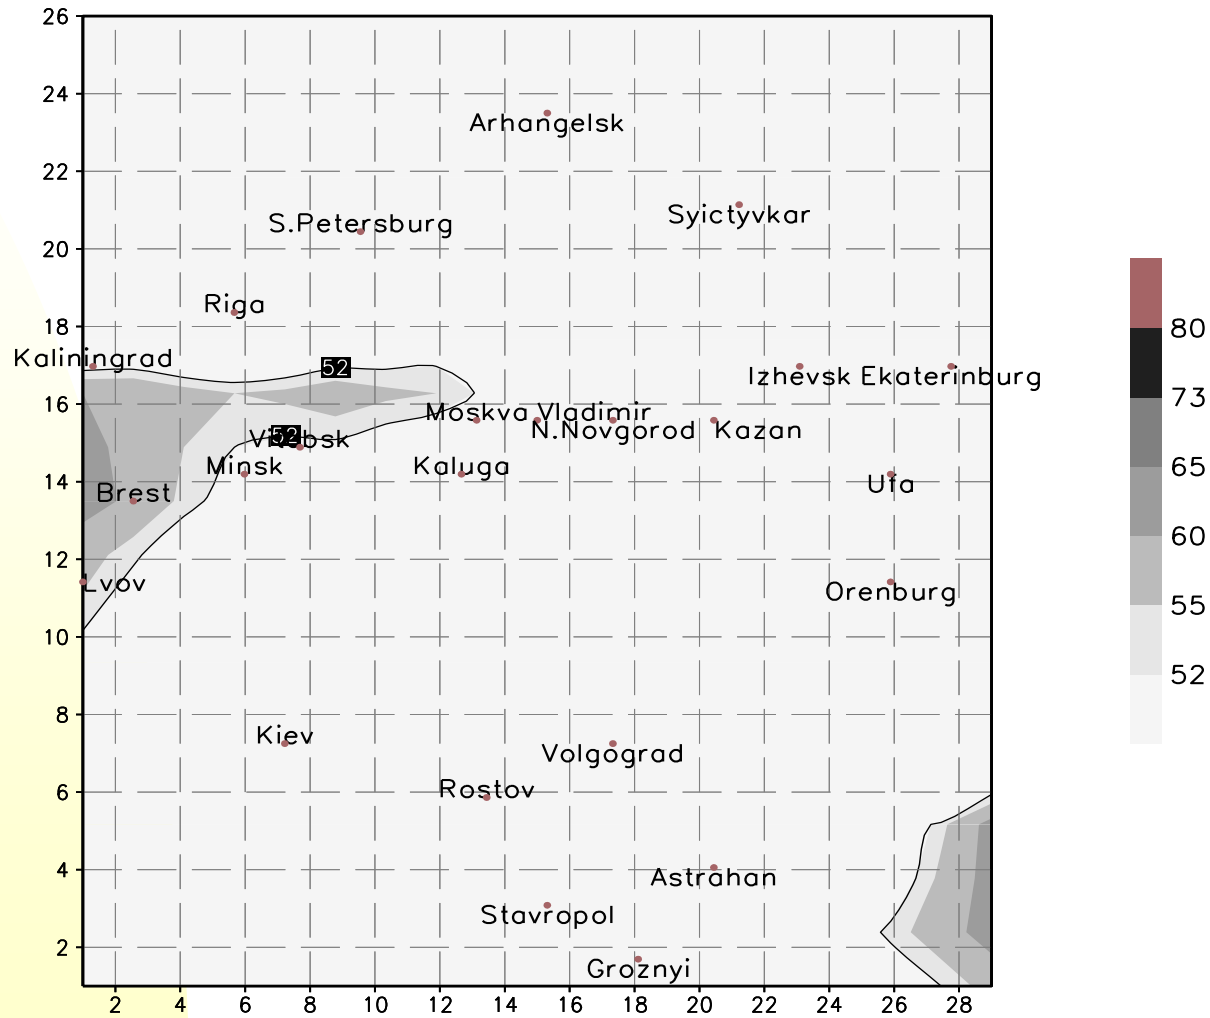 26
24
Arhangelsk
22
Syictyvkar
S.Petersburg
20
Riga
18
80
Kaliningrad
52
Izhevsk Ekaterinburg
73
16
Moskva Vladimir
N.Novgorod Kazan
52
Vitebsk
Minsk
Kaluga
65
14
Brest
Ufa
60
12
Lvov
Orenburg
55
10
52
8
Kiev
Volgograd
6
Rostov
4
Astrahan
Stavropol
2
Groznyi
2 4 6 8 10 12 14 16 18 20 22 24 26 28